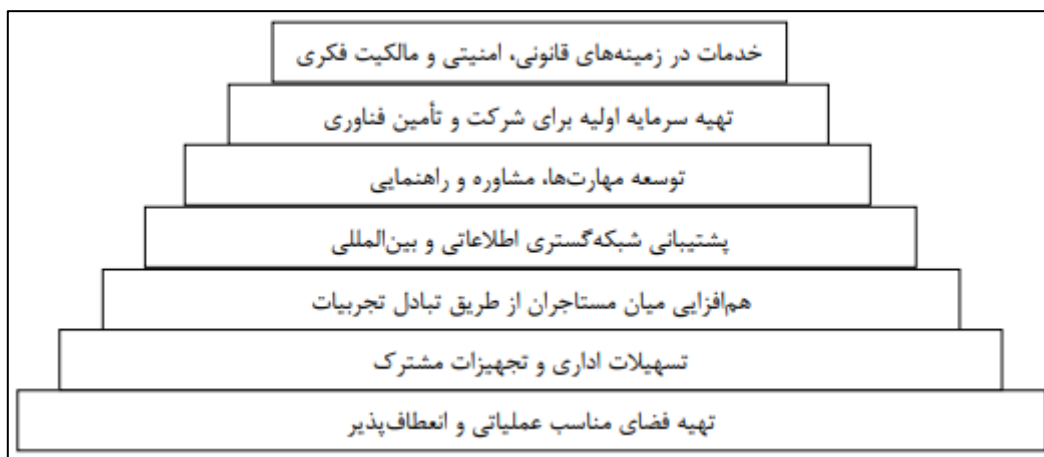 خدمات در زمینه‌های قانونی، امنیتی و مالکیت فکری
تهیه سرمایه اولیه برای شرکت و تأمین فناوری
توسعه مهارت‌ها، مشاوره و راهنمایی
پشتیبانی شبکه‌گستری اطلاعاتی و بین‌المللی
هم‌افزایی میان مستاجران از طریق تبادل تجربیات
تسهیلات اداری و تجهیزات مشترک
تهیه فضای مناسب عملیاتی و انعطاف‌پذیر